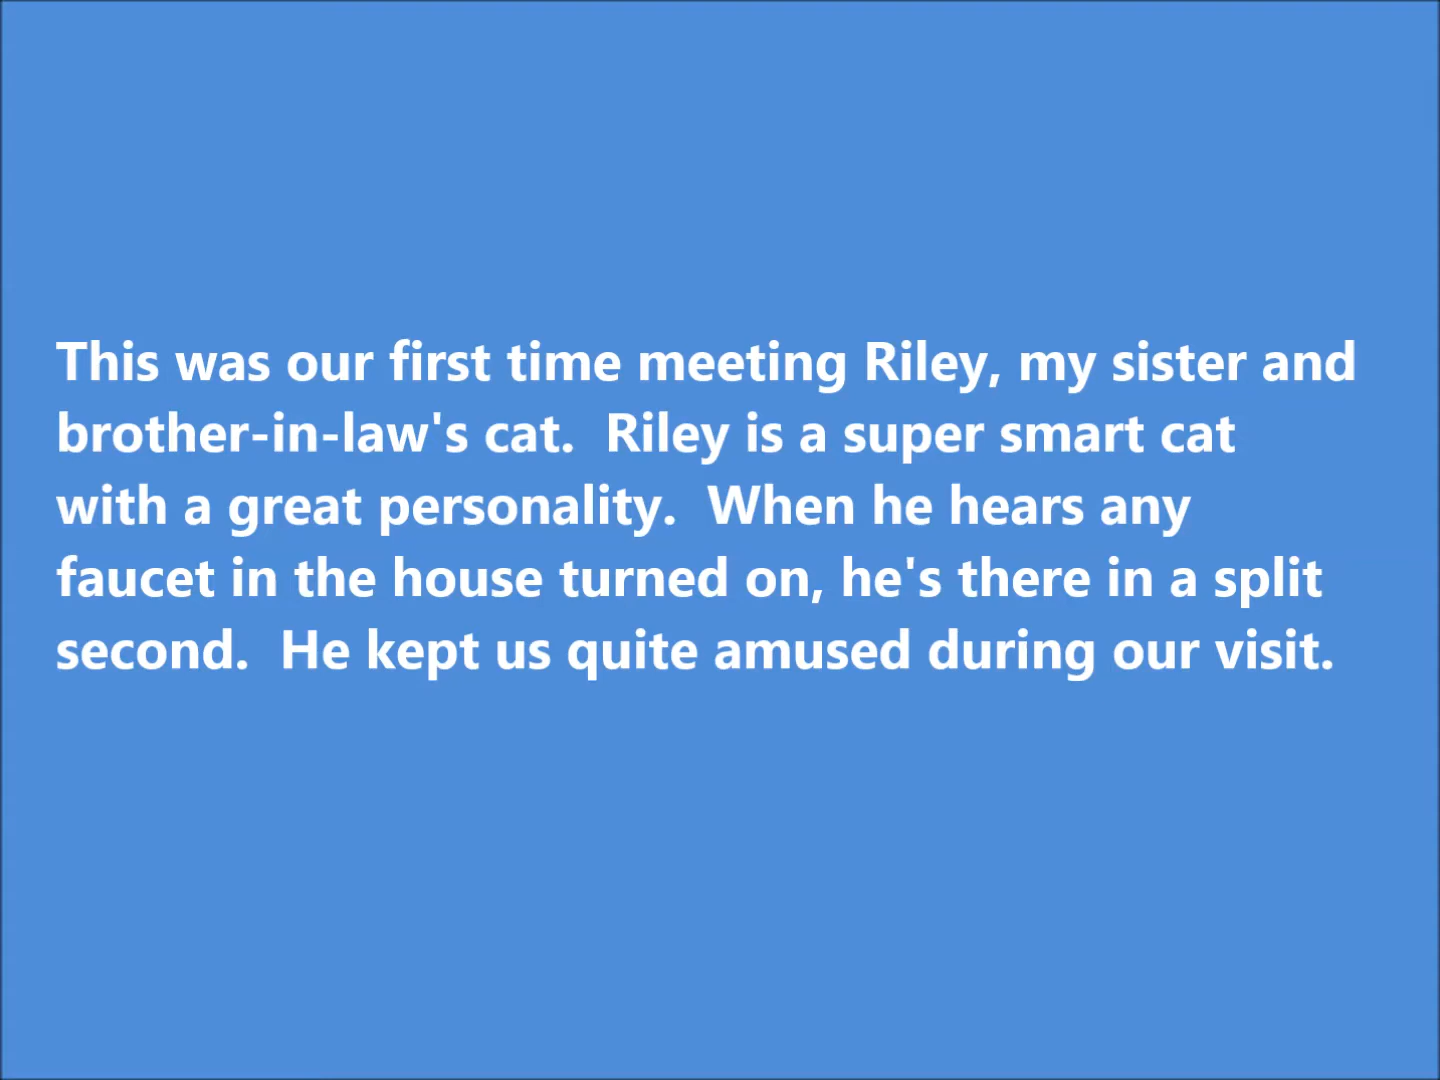 This was our first time meeting Riley, my sister and
brother-in-law's cat.  Riley is a super smart cat
with a great personality.  When he hears any
faucet in the house turned on, he's there in a split
second.  He kept us quite amused during our visit.